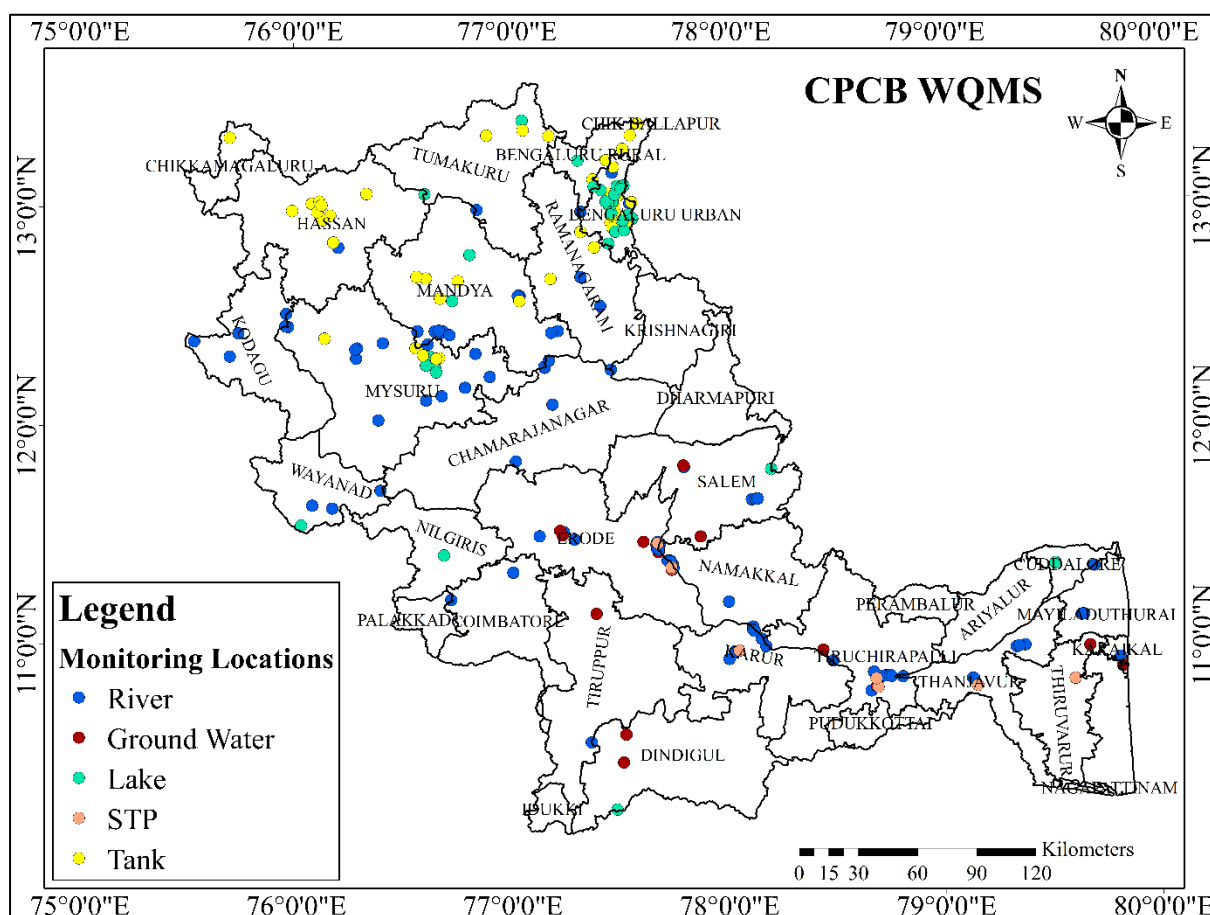 75°0'0"E 76°0'0"E 77°0'0"E 78°0'0"E 79°0'0"E 80°0'0"E
CPCB WQMS
N
W E
S
CHIK BALLAPUR
BENGALURU RURAL
CHIKKAMAGALURU
TUMAKURU
13°0'0"N
13°0'0"N
HASSAN
BENGALURU URBAN
RAMANAGARAM
MANDYA
KRISHNAGIRI
KODAGU
MYSURU
DHARMAPURI
12°0'0"N
12°0'0"N
CHAMARAJANAGAR
WAYANAD
SALEM
NILGIRIS
ERODE
NAMAKKAL
CUDDALORE
PERAMBALUR
ARIYALUR
MAYILADUTHURAI
PALAKKAD
COIMBATORE
11°0'0"N
11°0'0"N
KARUR
TIRUCHIRAPALLI
KARAIKAL
TIRUPPUR
THANJAVUR
THIRUVARUR
PUDUKKOTTAI
DINDIGUL
NAGAPATTINAM
IDUKKI
Legend
Monitoring Locations
River
Ground Water
Lake
STP
Tank
Kilometers
0 15 30 60 90 120
75°0'0"E 76°0'0"E 77°0'0"E 78°0'0"E 79°0'0"E 80°0'0"E